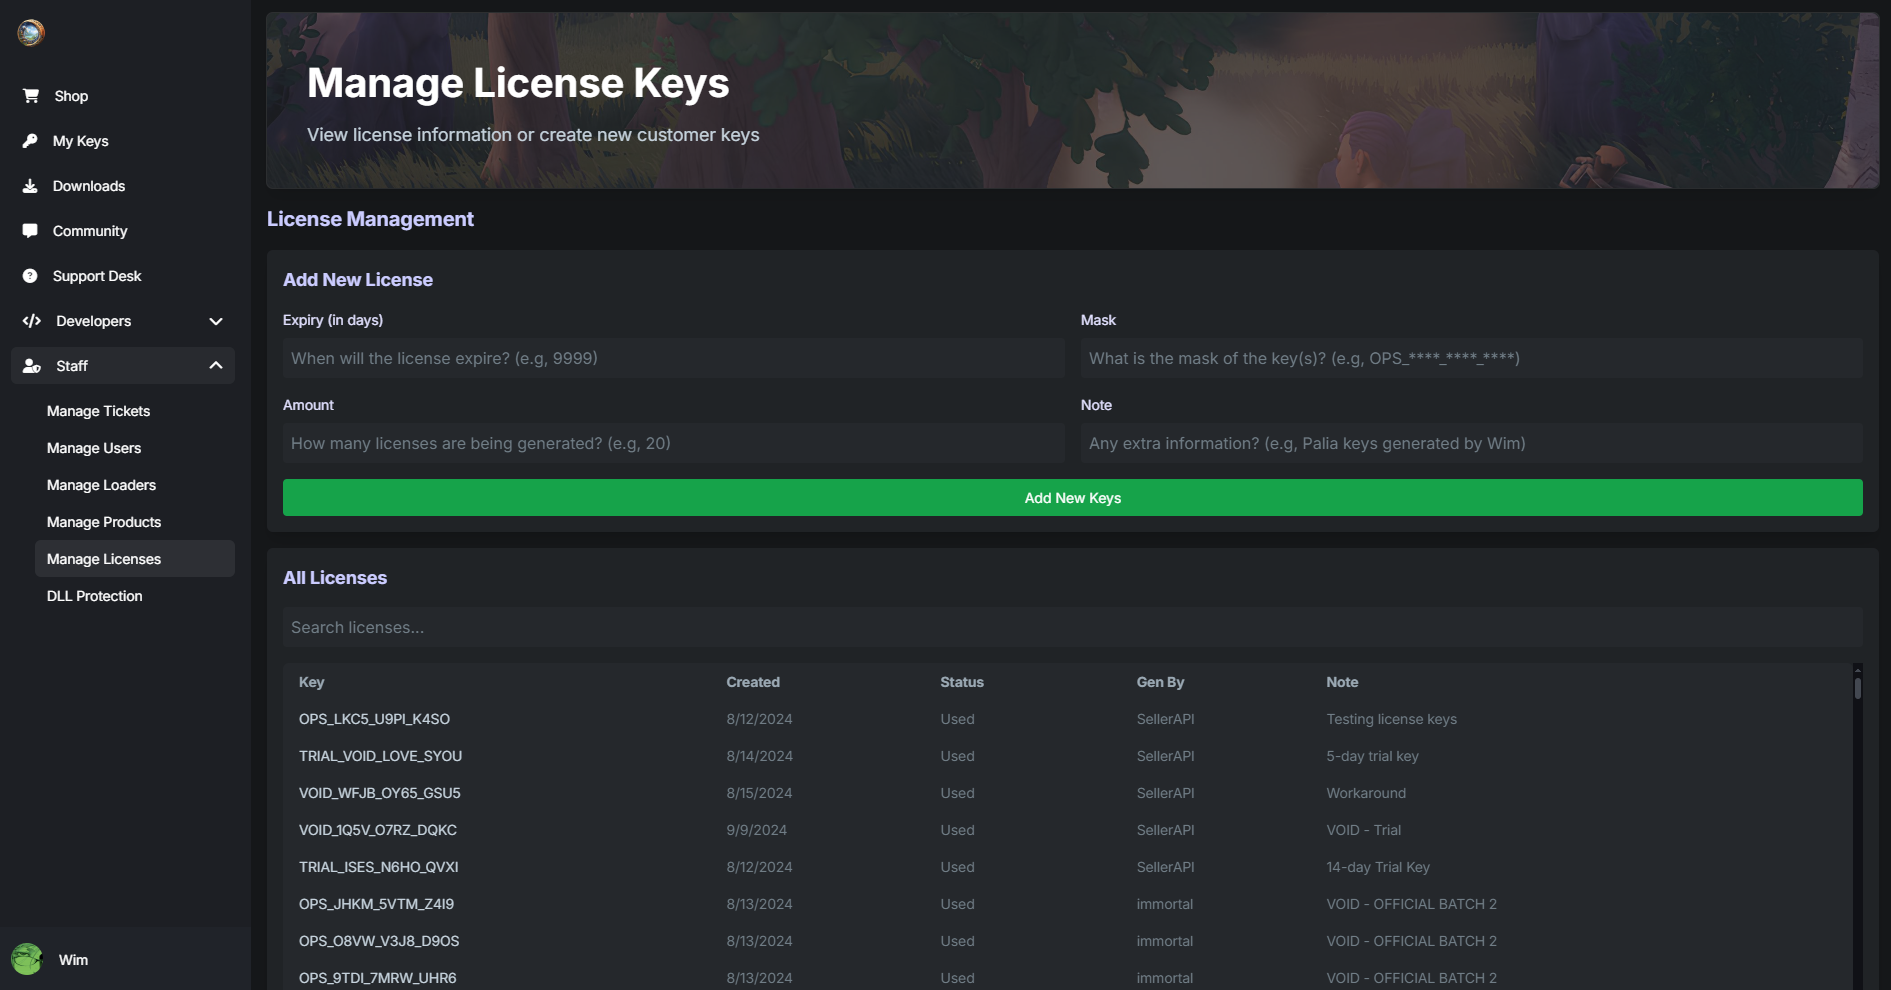 Shop
My Keys
Downloads
Community
Support Desk
Developers
Staff
Manage Tickets
Manage Users
Manage Loaders
Manage Products
Manage Licenses
DLL Protection
Wim
Manage License Keys
View license information or create new customer keys
License Management
Add New License
Expiry (in days)
When will the license expire? (e.g, 9999)
Mask
What is the mask of the key(s)? (e.g, OPS_****_****_****)
Amount
How many licenses are being generated? (e.g, 20)
Note
Any extra information? (e.g, Palia keys generated by Wim)
Add New Keys
All Licenses
Search licenses...
Key Created Status Gen By Note
OPS_LKC5_U9PI_K4SO 8/12/2024 Used SellerAPI Testing license keys
TRIAL_VOID_LOVE_SYOU 8/14/2024 Used SellerAPI 5-day trial key
VOID_WFJB_OY65_GSU5 8/15/2024 Used SellerAPI Workaround
VOID_1Q5V_O7RZ_DQKC 9/9/2024 Used SellerAPI VOID - Trial
TRIAL_ISES_N6HO_QVXI 8/12/2024 Used SellerAPI 14-day Trial Key
OPS_JHKM_5VTM_Z4I9 8/13/2024 Used immortal VOID - OFFICIAL BATCH 2
OPS_O8VW_V3J8_D9OS 8/13/2024 Used immortal VOID - OFFICIAL BATCH 2
OPS_9TDI_7MRW_UHR6 8/13/2024 Used immortal VOID - OFFICIAL BATCH 2